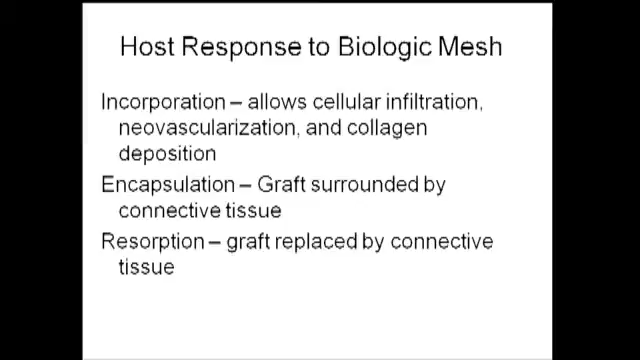 Host Response to Biologic Mesh
Incorporation – allows cellular infiltration,
neovascularization, and collagen
deposition
Encapsulation – Graft surrounded by
connective tissue
Resorption – graft replaced by connective
tissue